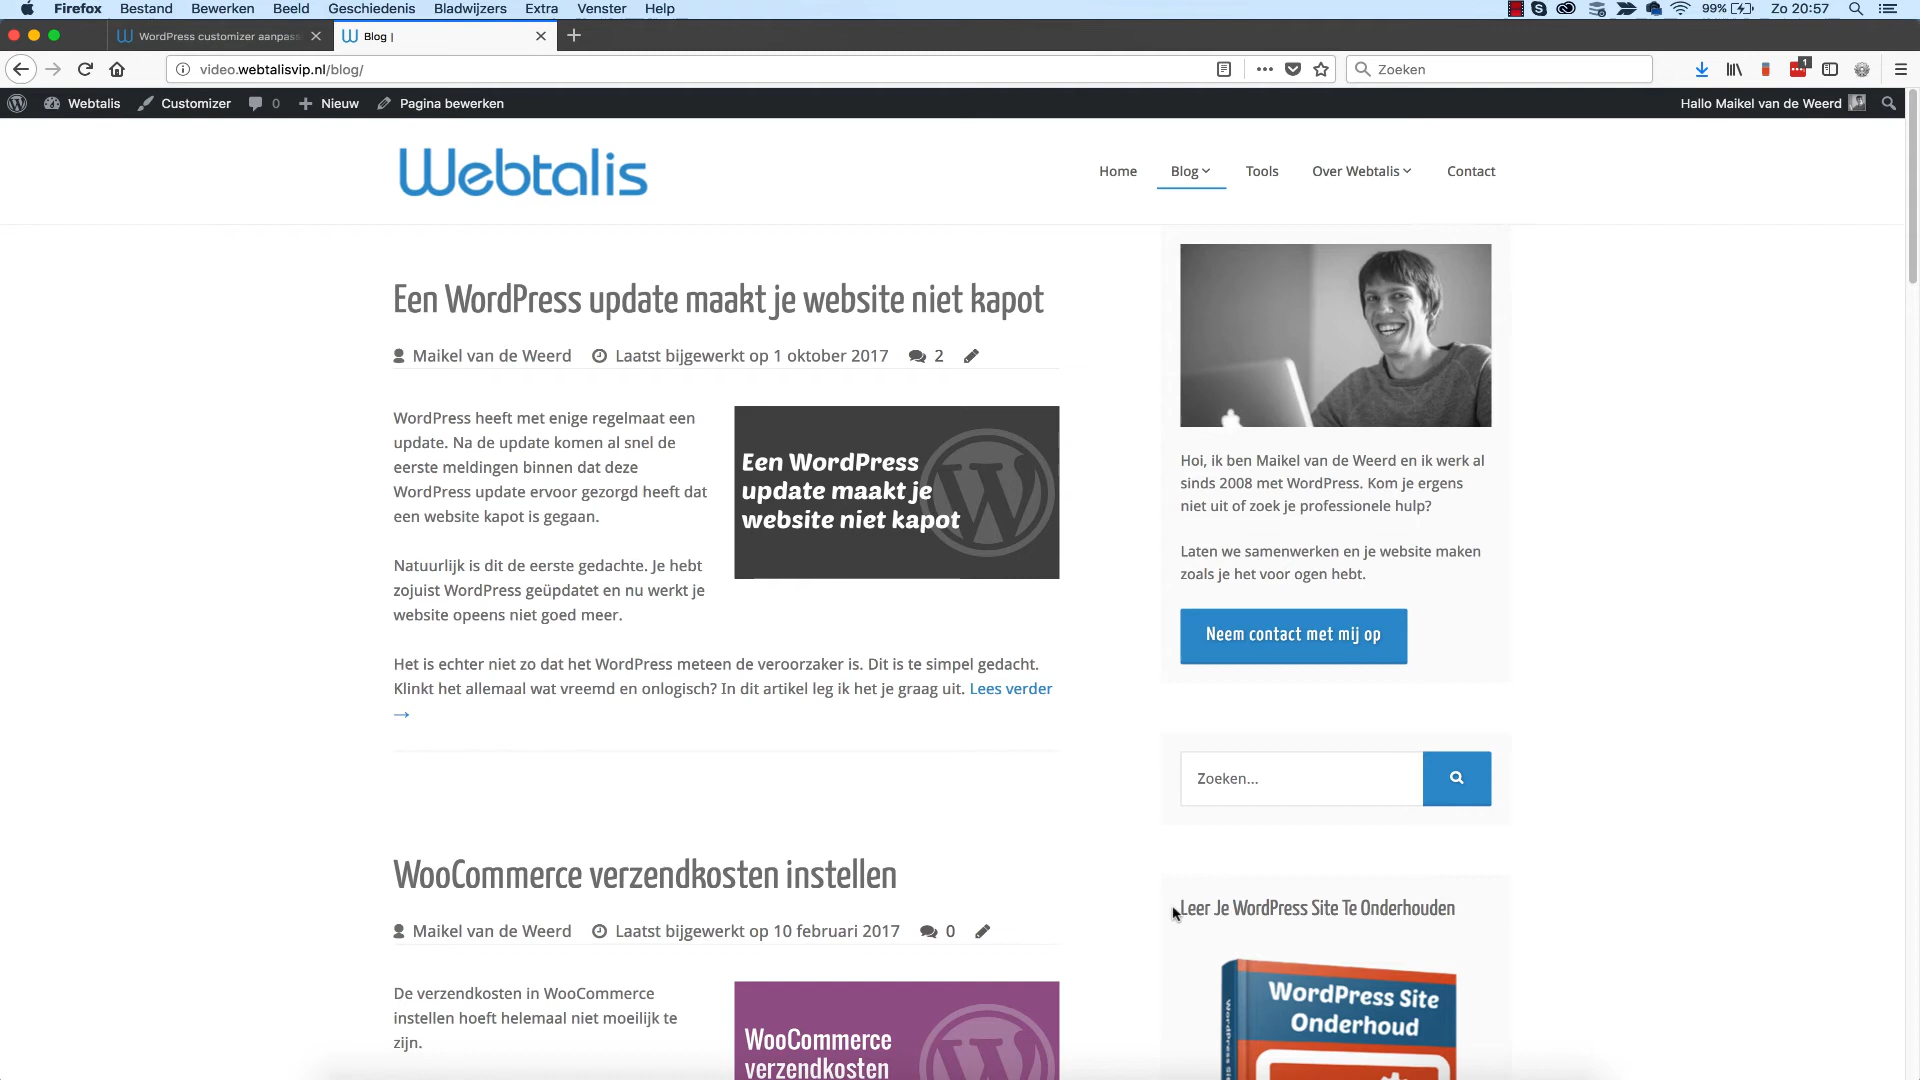 Firefox Bestand Bewerken Beeld Geschiedenis Bladwijzers Extra Venster Help 99% Zo 20:57
WordPress customizer aanpass
Blog |
video.webtalisvip.nl/blog/
Zoeken
1
Webtalis Customizer 0 Nieuw Pagina bewerken Hallo Maikel van de Weerd
Webtalis
Home Blog Tools Over Webtalis Contact
Een WordPress update maakt je website niet kapot
Maikel van de Weerd Laatst bijgewerkt op 1 oktober 2017 2
WordPress heeft met enige regelmaat een
update. Na de update komen al snel de
eerste meldingen binnen dat deze
WordPress update ervoor gezorgd heeft dat
een website kapot is gegaan.
Een WordPress
update maakt je
website niet kapot
Natuurlijk is dit de eerste gedachte. Je hebt
zojuist WordPress geüpdatet en nu werkt je
website opeens niet goed meer.
Het is echter niet zo dat het WordPress meteen de veroorzaker is. Dit is te simpel gedacht.
Klinkt het allemaal wat vreemd en onlogisch? In dit artikel leg ik het je graag uit. Lees verder
→
WooCommerce verzendkosten instellen
Maikel van de Weerd Laatst bijgewerkt op 10 februari 2017 0
De verzendkosten in WooCommerce
instellen hoeft helemaal niet moeilijk te
zijn.
WooCommerce
verzendkosten
Hoi, ik ben Maikel van de Weerd en ik werk al
sinds 2008 met WordPress. Kom je ergens
niet uit of zoek je professionele hulp?
Laten we samenwerken en je website maken
zoals je het voor ogen hebt.
Neem contact met mij op
Zoeken...
Leer Je WordPress Site Te Onderhouden
WordPress Site
Onderhoud